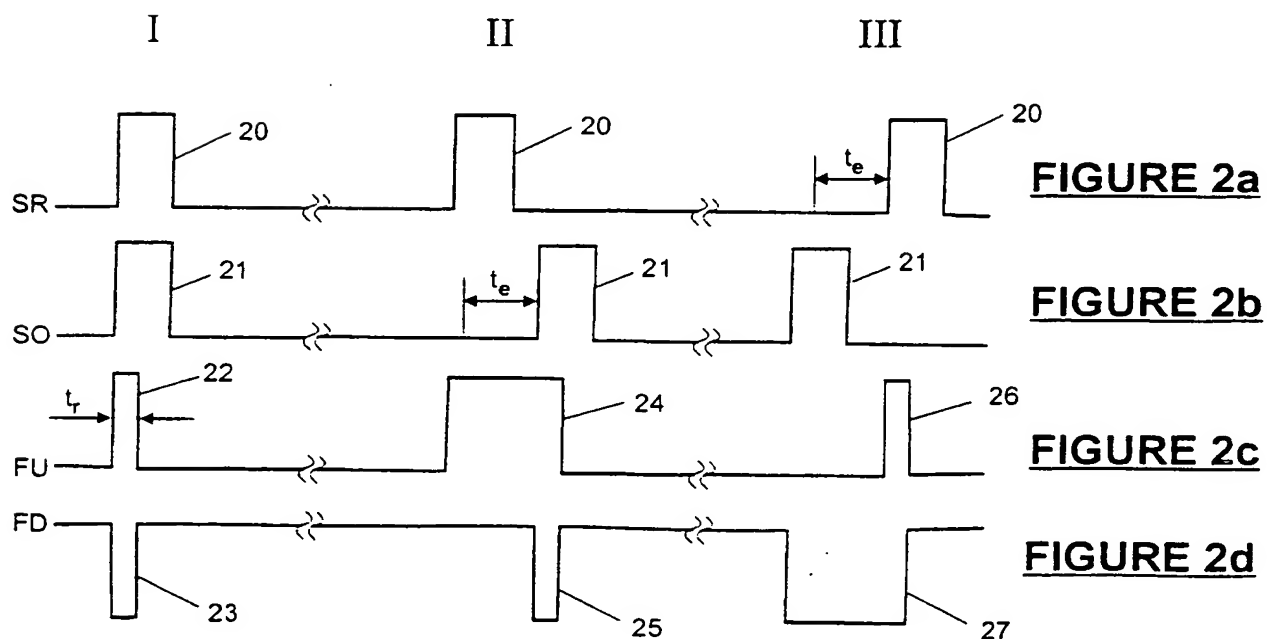 I II III
20 20 20
t_e
SR
FIGURE 2a
21 21 21
t_e
SO
FIGURE 2b
22
t_r
24 26
FU
FIGURE 2c
FD
FIGURE 2d
23 25 27